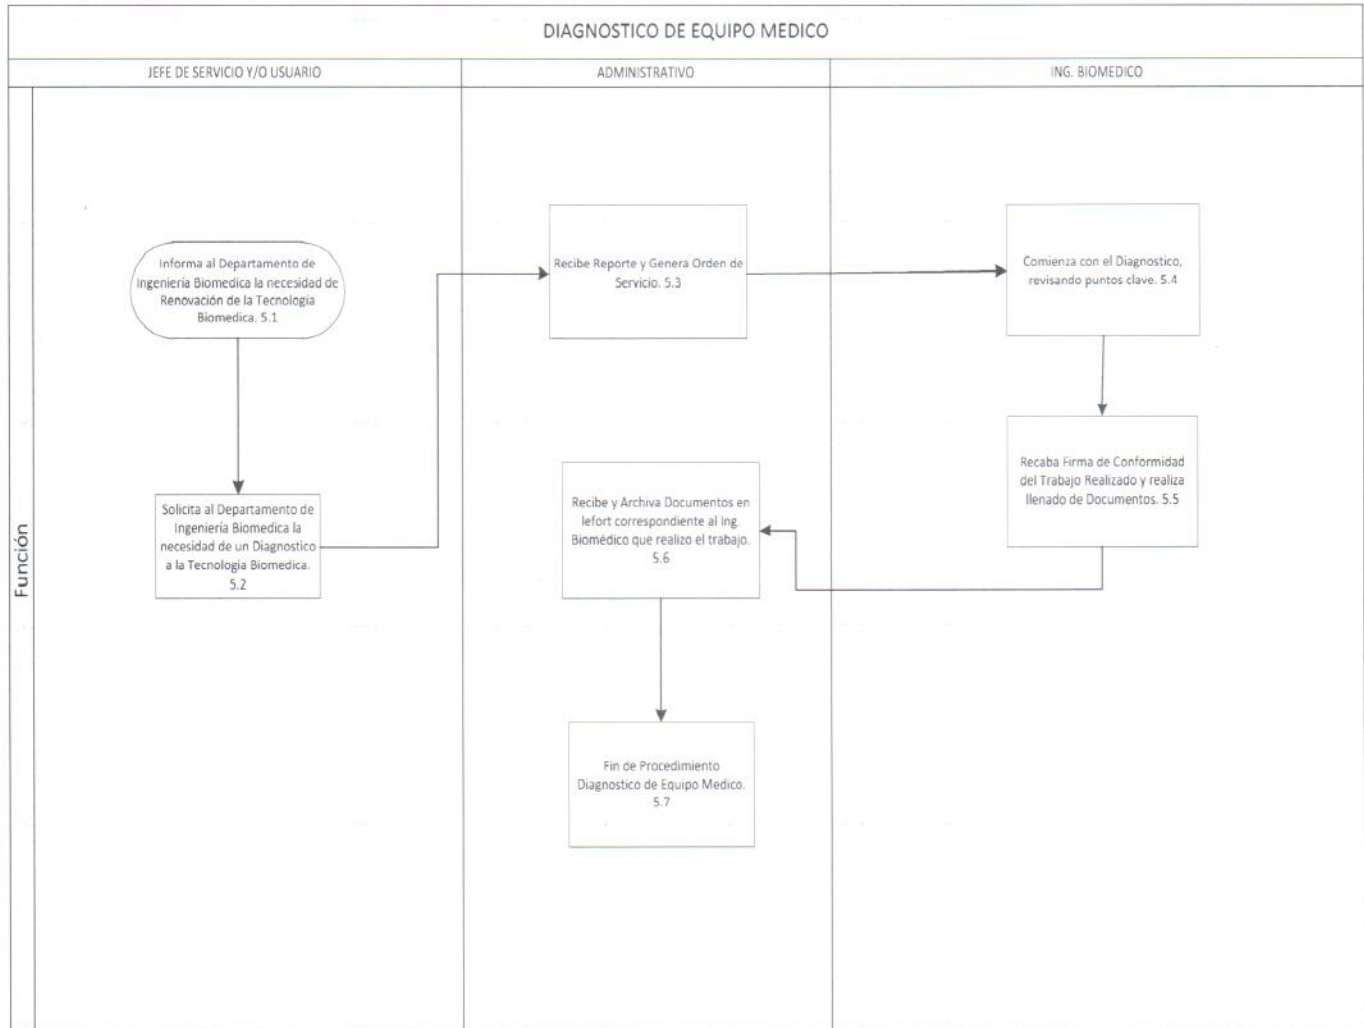 DIAGNOSTICO DE EQUIPO MEDICO
JEFE DE SERVICIO Y/O USUARIO
ADMINISTRATIVO
ING. BIOMEDICO
Función
Informa al Departamento de
Ingeniería Biomedica la necesidad de
Renovación de la Tecnología
Biomedica. 5.1
Solicita al Departamento de
Ingeniería Biomedica la
necesidad de un Diagnostico
a la Tecnología Biomedica.
5.2
Recibe Reporte y Genera Orden de
Servicio. 5.3
Comienza con el Diagnostico,
revisando puntos clave. 5.4
Recaba Firma de Conformidad
del Trabajo Realizado y realiza
llenado de Documentos. 5.5
Recibe y Archiva Documentos en
lefort correspondiente al Ing.
Biomédico que realizo el trabajo.
5.6
Fin de Procedimiento
Diagnostico de Equipo Medico.
5.7